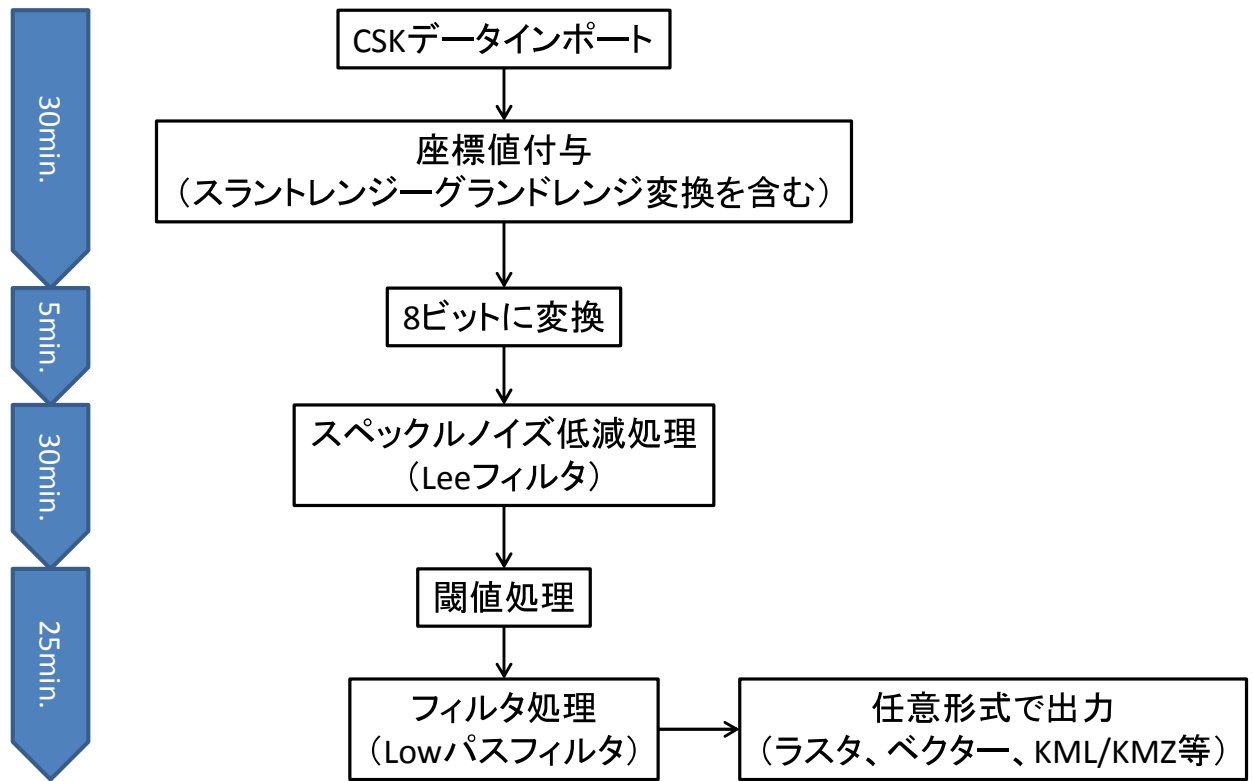 30min.
5min.
30min.
25min.
CSKデータインポート
座標値付与
（スラントレンジーグランドレンジ変換を含む）
8ビットに変換
スペックルノイズ低減処理
（Leeフィルタ）
閾値処理
フィルタ処理
（Lowパスフィルタ）
任意形式で出力
（ラスタ、ベクター、KML/KMZ等）